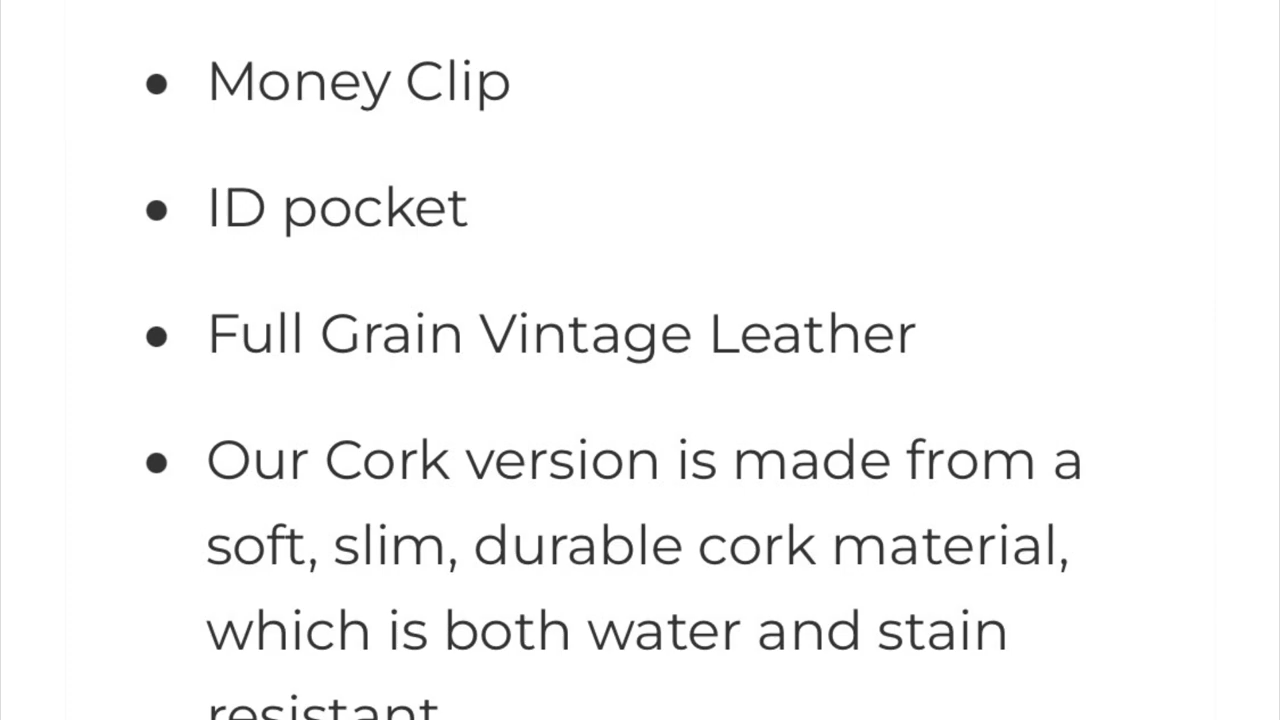 • Money Clip
• ID pocket
• Full Grain Vintage Leather
• Our Cork version is made from a
soft, slim, durable cork material,
which is both water and stain
resistant